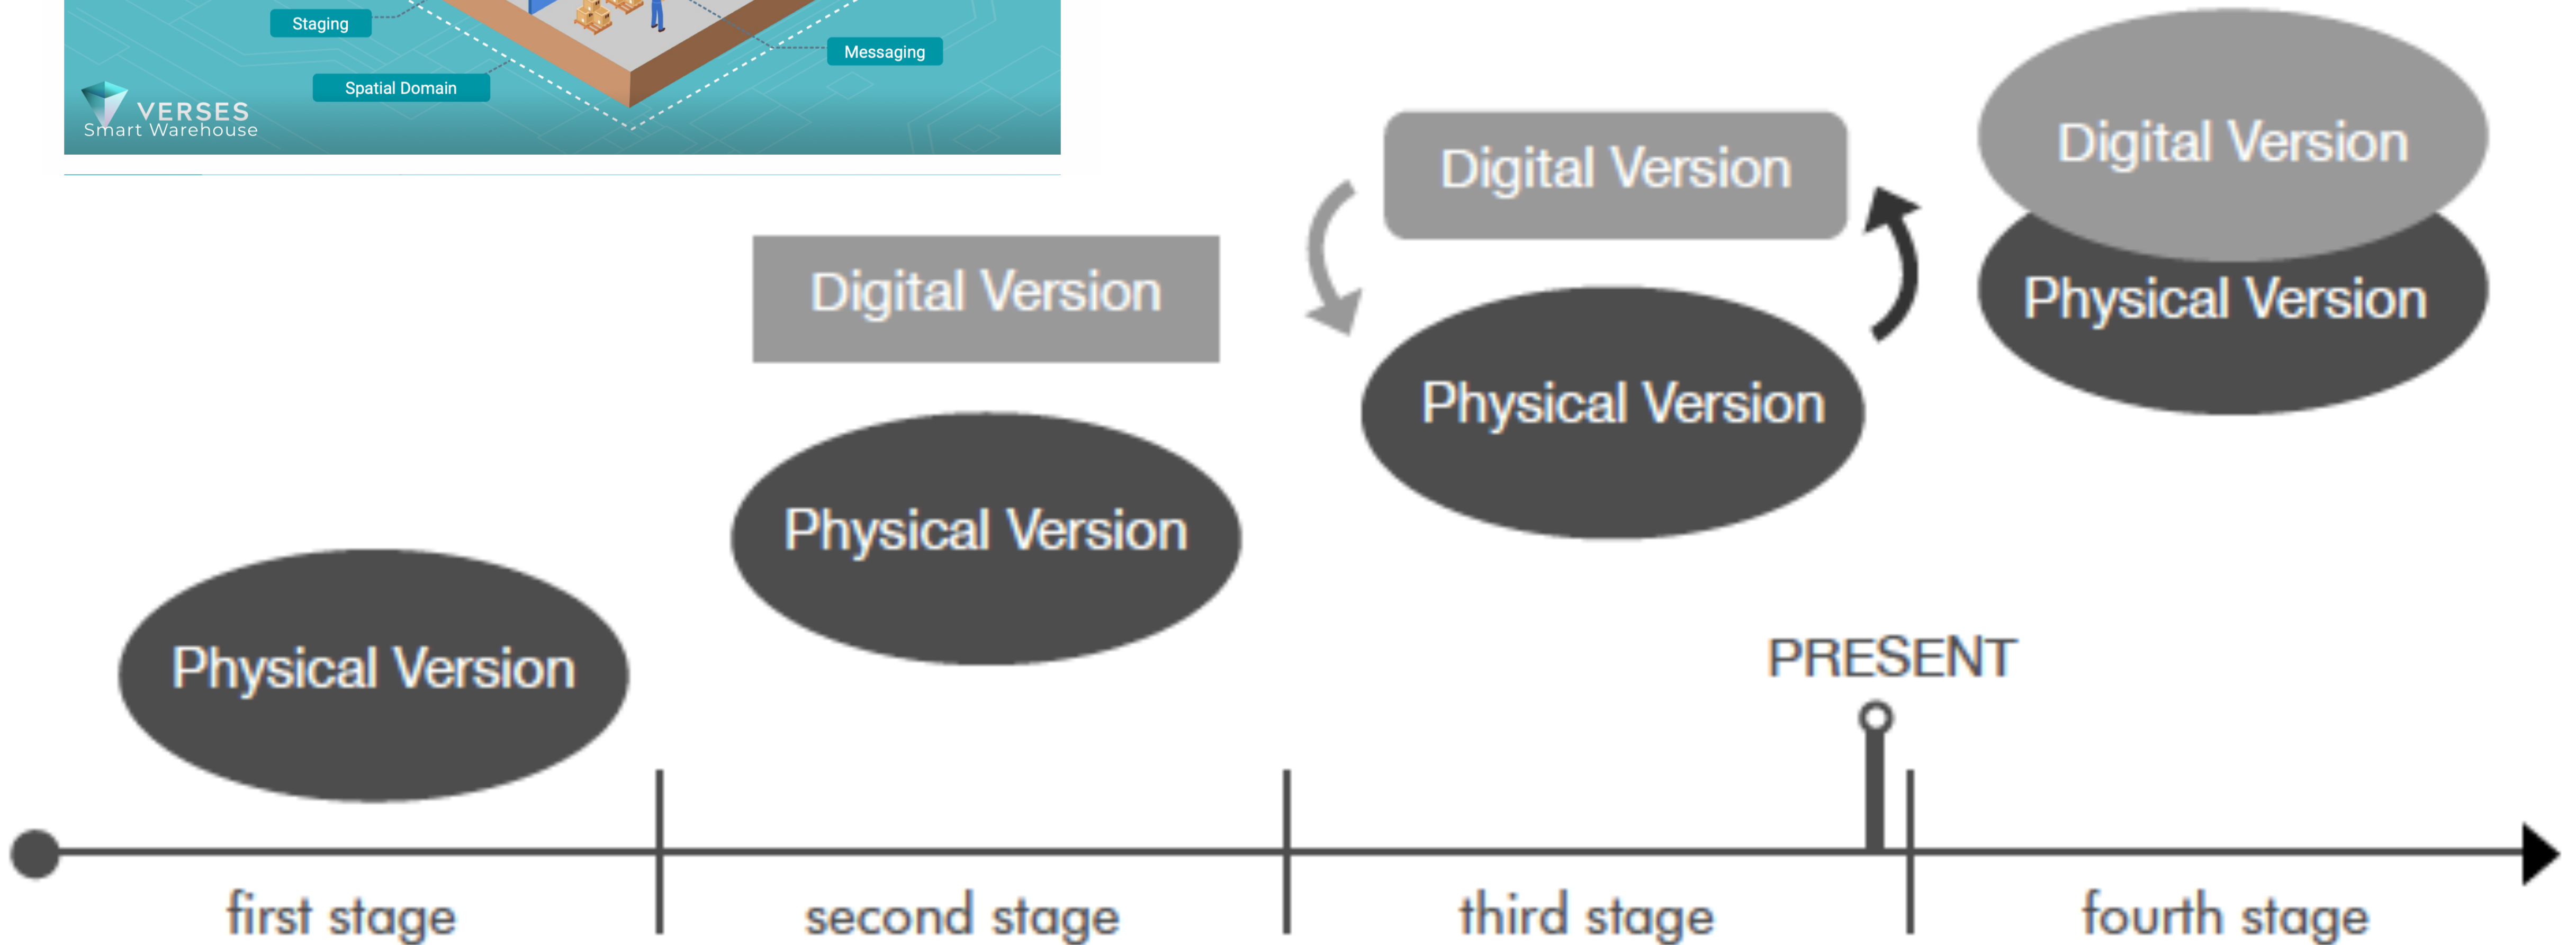 Staging
Messaging
Spatial Domain
VERSES
Smart Warehouse
Digital Version
Physical Version
Digital Version
Physical Version
Digital Version
Physical Version
Physical Version
PRESENT
first stage
second stage
third stage
fourth stage